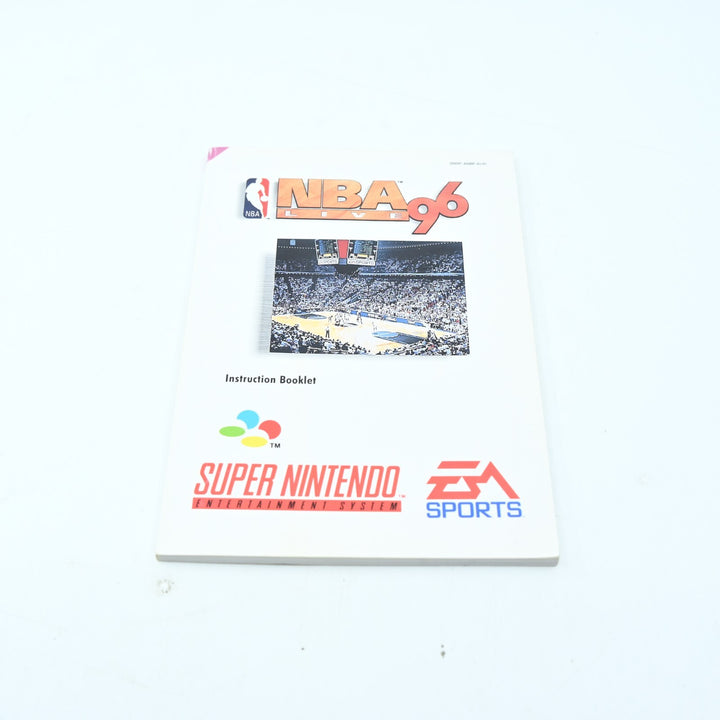 NBA
NBA
LIVE
96
Instruction Booklet
TM
SUPER NINTENDO
ENTERTAINMENT SYSTEM
EA
SPORTS